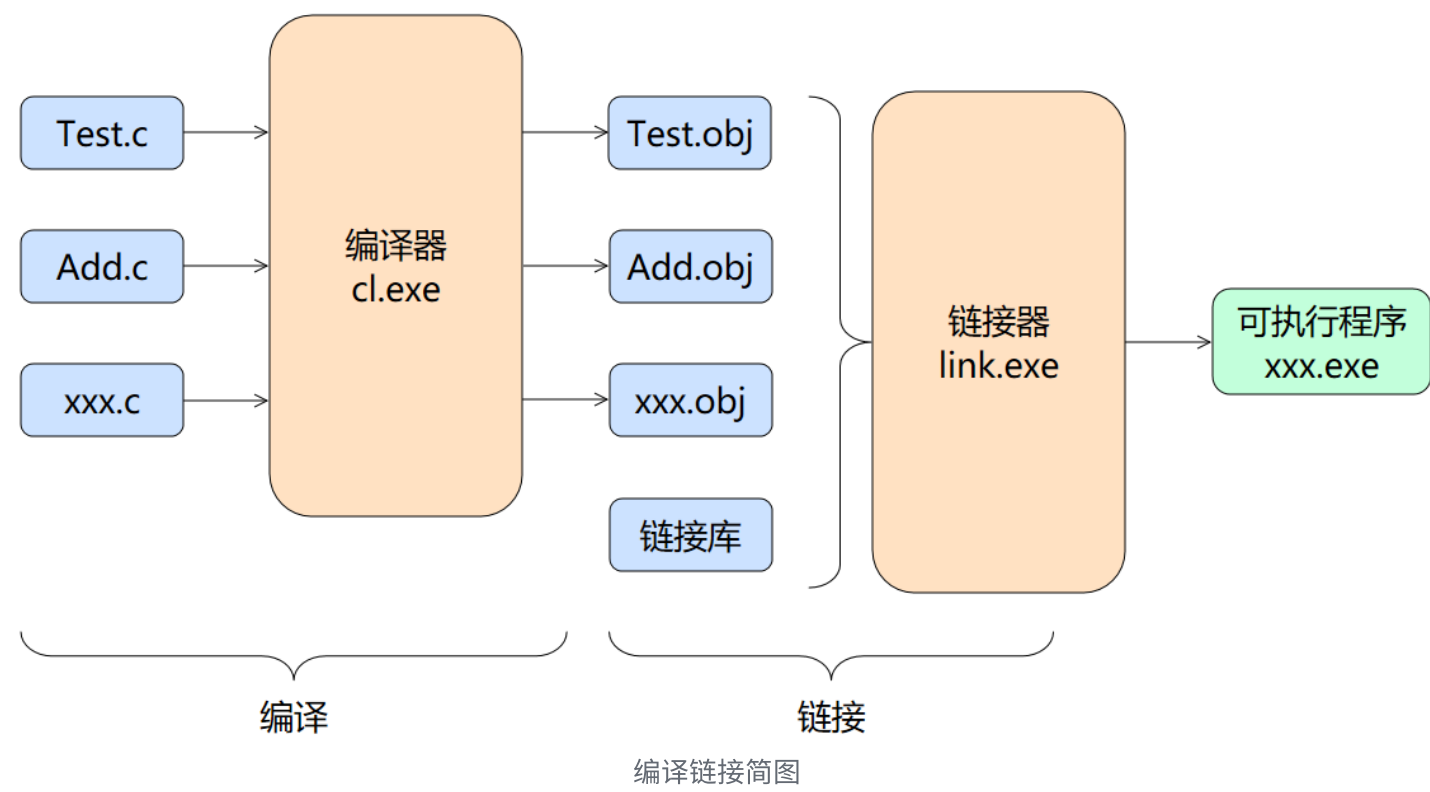 Test.c
Add.c
xxx.c
编译器
cl.exe
Test.obj
Add.obj
xxx.obj
链接库
链接器
link.exe
可执行程序
xxx.exe
编译
链接
编译链接简图